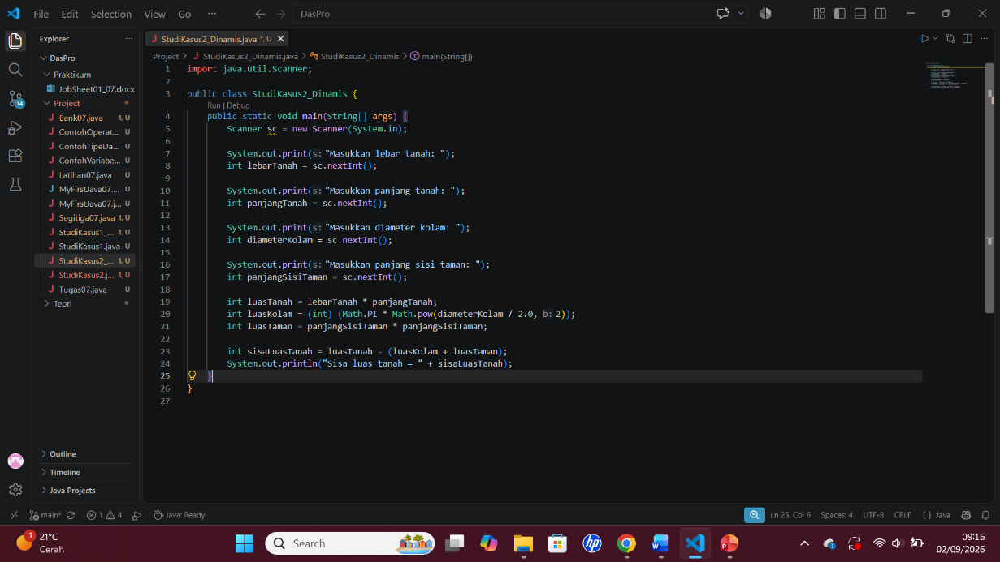 File Edit Selection View Go ··· DasPro
Explorer ···
DasPro
Praktikum
JobSheet01_07.docx
Project
Bank07.java 1, U
ContohOperat... U
ContohTipeDa... U
ContohVariabe... U
Latihan07.java U
MyFirstJava07.... U
MyFirstJava07.j... U
Segitiga07.java 1, U
StudiKasus1_... 1, U
StudiKasus1.java U
StudiKasus2_... 1, U
StudiKasus2.j... 1, U
Tugas07.java U
Teori
Outline
Timeline
Java Projects
14
StudiKasus2_Dinamis.java 1, U
Project > StudiKasus2_Dinamis.java > StudiKasus2_Dinamis > main(String[])
1 import java.util.Scanner;
2
3 public class StudiKasus2_Dinamis {
Run | Debug
4 public static void main(String[] args) {
5 Scanner sc = new Scanner(System.in);
6
7 System.out.print(s: "Masukkan lebar tanah: ");
8 int lebarTanah = sc.nextInt();
9
10 System.out.print(s: "Masukkan panjang tanah: ");
11 int panjangTanah = sc.nextInt();
12
13 System.out.print(s: "Masukkan diameter kolam: ");
14 int diameterKolam = sc.nextInt();
15
16 System.out.print(s: "Masukkan panjang sisi taman: ");
17 int panjangSisiTaman = sc.nextInt();
18
19 int luasTanah = lebarTanah * panjangTanah;
20 int luasKolam = (int) (Math.PI * Math.pow(diameterKolam / 2.0, b: 2));
21 int luasTaman = panjangSisiTaman * panjangSisiTaman;
22
23 int sisaLuasTanah = luasTanah - (luasKolam + luasTaman);
24 System.out.println("Sisa luas tanah = " + sisaLuasTanah);
25 }
26 }
27
main* 1 4 Java: Ready Ln 25, Col 6 Spaces: 4 UTF-8 CRLF { } Java
1 21°C
Cerah
Search
hp
W
P
09:16
02/09/2026